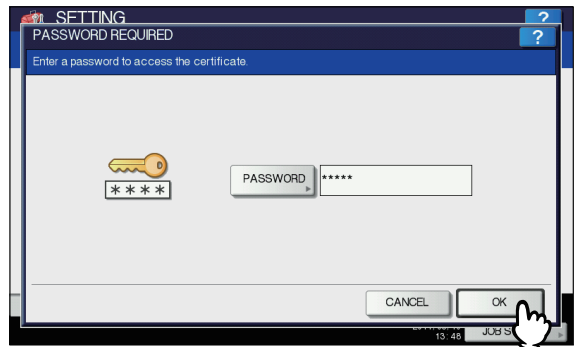 SETTING
?
PASSWORD REQUIRED
?
Enter a password to access the certificate.
* * * *
PASSWORD
*****
CANCEL
OK
13:48
JOB S